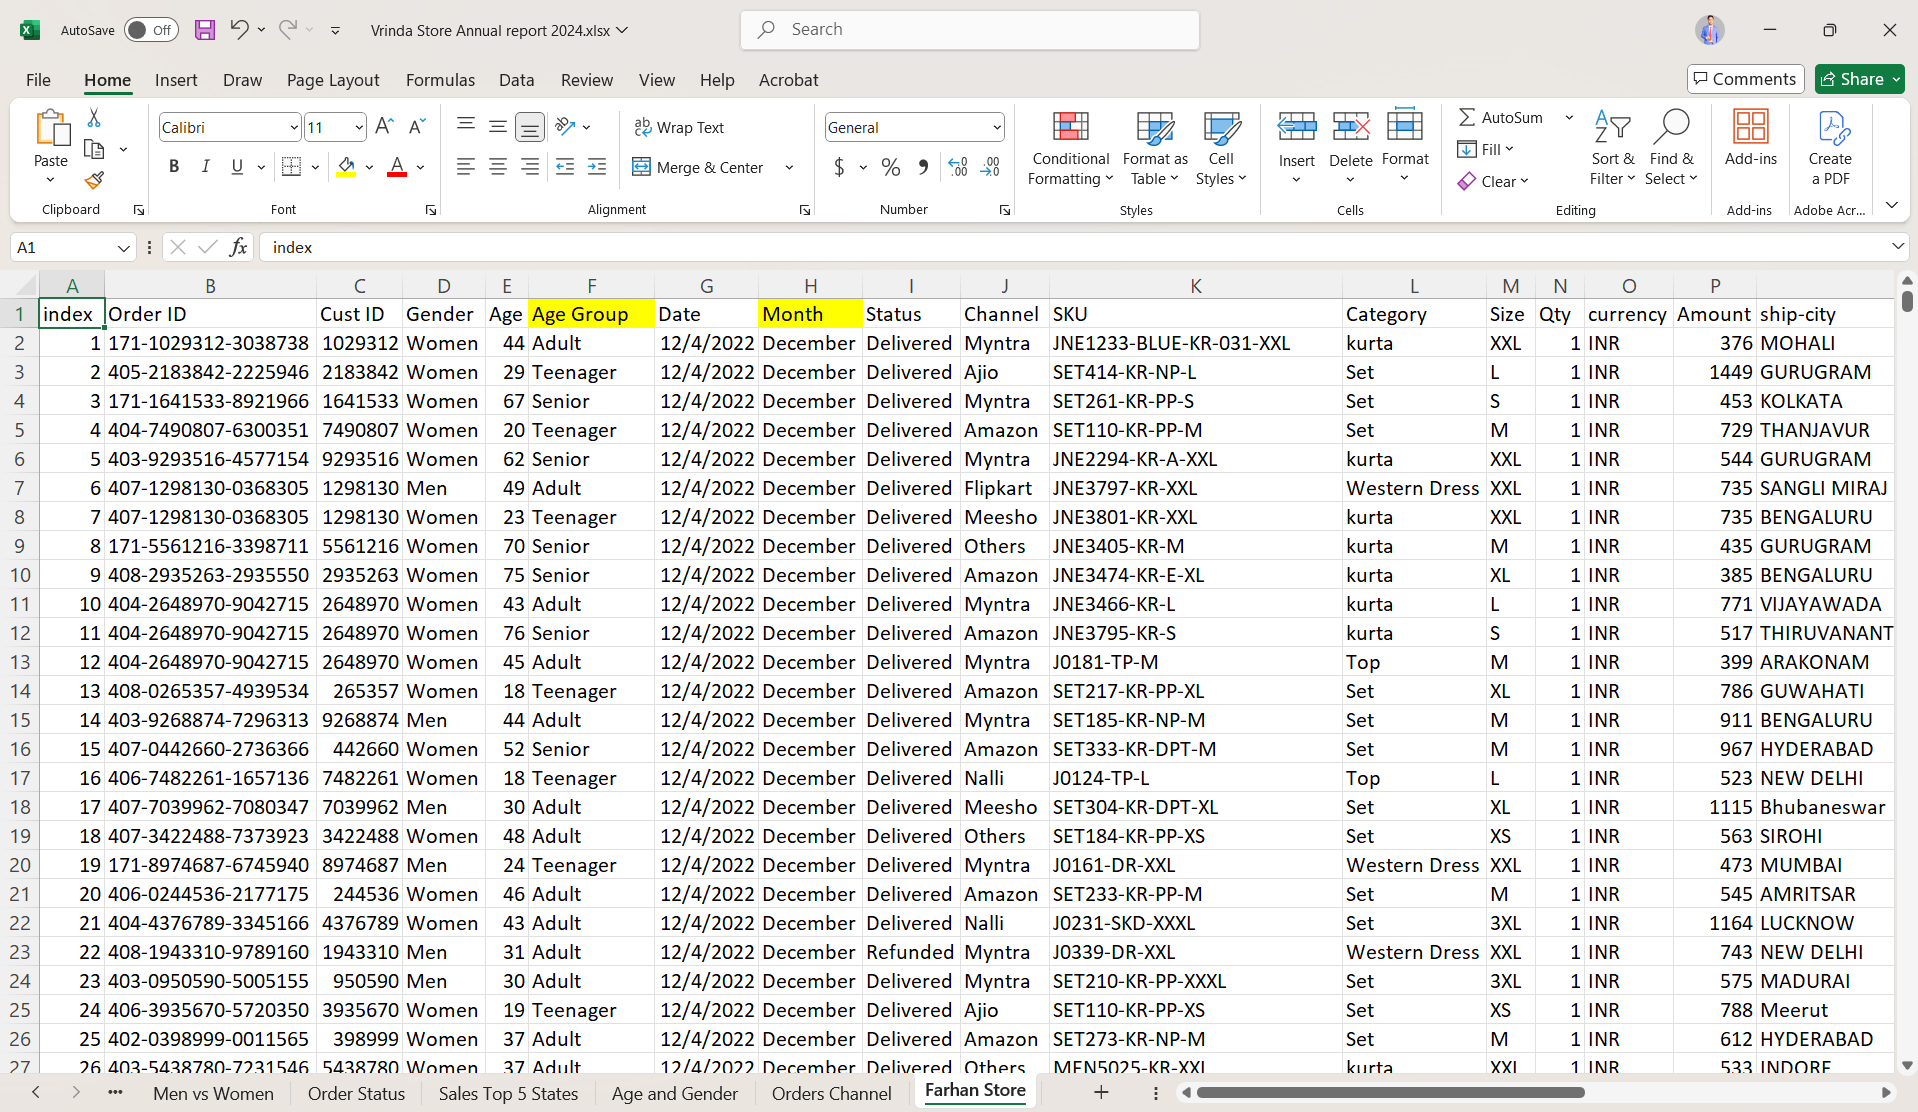 AutoSave Off Vrinda Store Annual report 2024.xlsx Search
File Home Insert Draw Page Layout Formulas Data Review View Help Acrobat Comments Share
Paste Clipboard
Calibri 11 B I U A Font
Wrap Text Merge & Center Alignment
General $ % Number
Conditional Formatting Format as Table Cell Styles Styles
Insert Delete Format Cells
AutoSum Fill Clear Sort & Filter Find & Select Editing
Add-ins Add-ins
Create a PDF Adobe Acr...
A1 fx index
A B C D E F G H I J K L M N O P
1 index Order ID Cust ID Gender Age Age Group Date Month Status Channel SKU Category Size Qty currency Amount ship-city
2 1 171-1029312-3038738 1029312 Women 44 Adult 12/4/2022 December Delivered Myntra JNE1233-BLUE-KR-031-XXL kurta XXL 1 INR 376 MOHALI
3 2 405-2183842-2225946 2183842 Women 29 Teenager 12/4/2022 December Delivered Ajio SET414-KR-NP-L Set L 1 INR 1449 GURUGRAM
4 3 171-1641533-8921966 1641533 Women 67 Senior 12/4/2022 December Delivered Myntra SET261-KR-PP-S Set S 1 INR 453 KOLKATA
5 4 404-7490807-6300351 7490807 Women 20 Teenager 12/4/2022 December Delivered Amazon SET110-KR-PP-M Set M 1 INR 729 THANJAVUR
6 5 403-9293516-4577154 9293516 Women 62 Senior 12/4/2022 December Delivered Myntra JNE2294-KR-A-XXL kurta XXL 1 INR 544 GURUGRAM
7 6 407-1298130-0368305 1298130 Men 49 Adult 12/4/2022 December Delivered Flipkart JNE3797-KR-XXL Western Dress XXL 1 INR 735 SANGLI MIRAJ
8 7 407-1298130-0368305 1298130 Women 23 Teenager 12/4/2022 December Delivered Meesho JNE3801-KR-XXL kurta XXL 1 INR 735 BENGALURU
9 8 171-5561216-3398711 5561216 Women 70 Senior 12/4/2022 December Delivered Others JNE3405-KR-M kurta M 1 INR 435 GURUGRAM
10 9 408-2935263-2935550 2935263 Women 75 Senior 12/4/2022 December Delivered Amazon JNE3474-KR-E-XL kurta XL 1 INR 385 BENGALURU
11 10 404-2648970-9042715 2648970 Women 43 Adult 12/4/2022 December Delivered Myntra JNE3466-KR-L kurta L 1 INR 771 VIJAYAWADA
12 11 404-2648970-9042715 2648970 Women 76 Senior 12/4/2022 December Delivered Amazon JNE3795-KR-S kurta S 1 INR 517 THIRUVANANT
13 12 404-2648970-9042715 2648970 Women 45 Adult 12/4/2022 December Delivered Myntra J0181-TP-M Top M 1 INR 399 ARAKONAM
14 13 408-0265357-4939534 265357 Women 18 Teenager 12/4/2022 December Delivered Amazon SET217-KR-PP-XL Set XL 1 INR 786 GUWAHATI
15 14 403-9268874-7296313 9268874 Men 44 Adult 12/4/2022 December Delivered Myntra SET185-KR-NP-M Set M 1 INR 911 BENGALURU
16 15 407-0442660-2736366 442660 Women 52 Senior 12/4/2022 December Delivered Amazon SET333-KR-DPT-M Set M 1 INR 967 HYDERABAD
17 16 406-7482261-1657136 7482261 Women 18 Teenager 12/4/2022 December Delivered Nalli J0124-TP-L Top L 1 INR 523 NEW DELHI
18 17 407-7039962-7080347 7039962 Men 30 Adult 12/4/2022 December Delivered Meesho SET304-KR-DPT-XL Set XL 1 INR 1115 Bhubaneswar
19 18 407-3422488-7373923 3422488 Women 48 Adult 12/4/2022 December Delivered Others SET184-KR-PP-XS Set XS 1 INR 563 SIROHI
20 19 171-8974687-6745940 8974687 Men 24 Teenager 12/4/2022 December Delivered Myntra J0161-DR-XXL Western Dress XXL 1 INR 473 MUMBAI
21 20 406-0244536-2177175 244536 Women 46 Adult 12/4/2022 December Delivered Amazon SET233-KR-PP-M Set M 1 INR 545 AMRITSAR
22 21 404-4376789-3345166 4376789 Women 43 Adult 12/4/2022 December Delivered Nalli J0231-SKD-XXXL Set 3XL 1 INR 1164 LUCKNOW
23 22 408-1943310-9789160 1943310 Men 31 Adult 12/4/2022 December Refunded Myntra J0339-DR-XXL Western Dress XXL 1 INR 743 NEW DELHI
24 23 403-0950590-5005155 950590 Men 30 Adult 12/4/2022 December Delivered Myntra SET210-KR-PP-XXXL Set 3XL 1 INR 575 MADURAI
25 24 406-3935670-5720350 3935670 Women 19 Teenager 12/4/2022 December Delivered Ajio SET110-KR-PP-XS Set XS 1 INR 788 Meerut
26 25 402-0398999-0011565 398999 Women 37 Adult 12/4/2022 December Delivered Amazon SET273-KR-NP-M Set M 1 INR 612 HYDERABAD
27 26 403-5438780-7231546 5438780 Women 37 Adult 12/4/2022 December Delivered Others MEN5025-KR-XXL kurta XXL 1 INR 533 INDORE
Men vs Women Order Status Sales Top 5 States Age and Gender Orders Channel Farhan Store